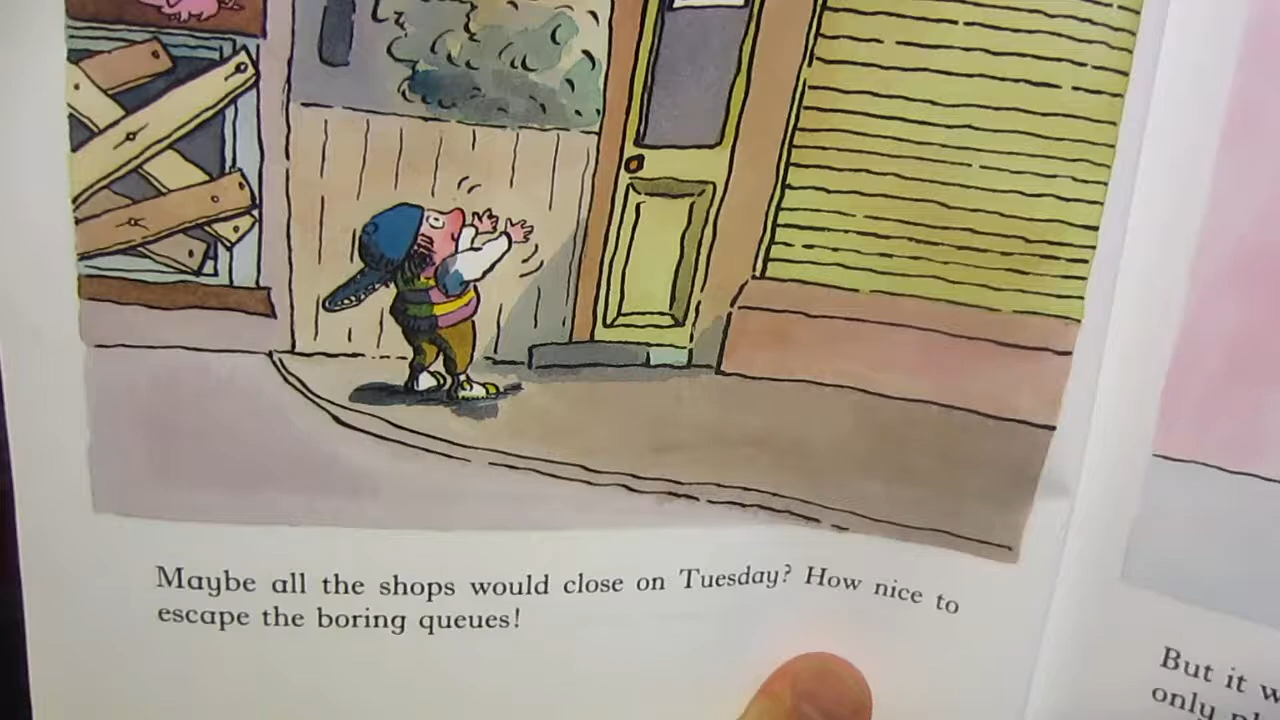 Maybe all the shops would close on Tuesday? How nice to
escape the boring queues!
But it
only